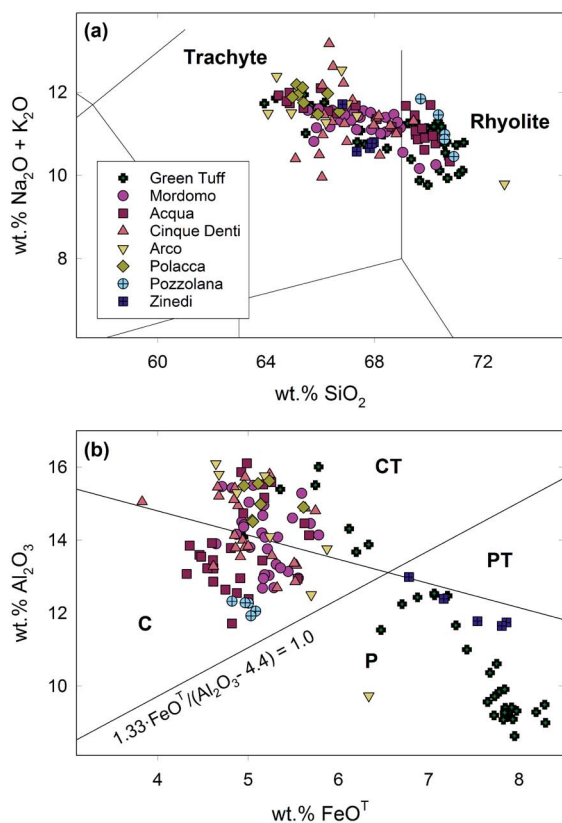 (a)
Trachyte
Rhyolite
wt.% Na₂O + K₂O
12
10
8
Green Tuff
Mordomo
Acqua
Cinque Denti
Arco
Polacca
Pozzolana
Zinedi
60
64
68
72
wt.% SiO₂
(b)
CT
PT
C
P
1.33·FeOᵀ/(Al₂O₃- 4.4) = 1.0
wt.% Al₂O₃
16
14
12
10
4
5
6
7
8
wt.% FeOᵀ